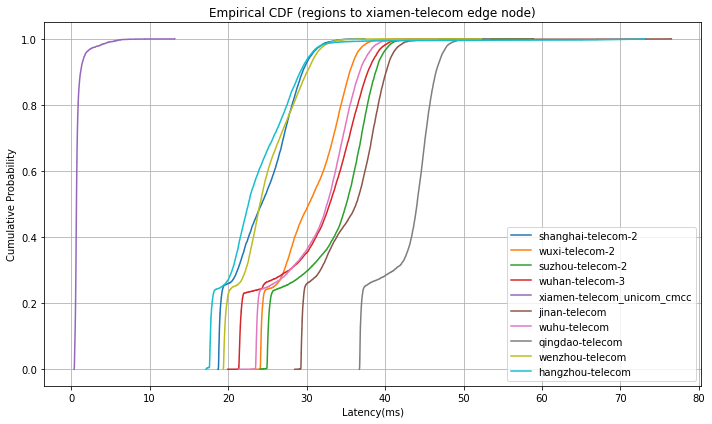 Empirical CDF (regions to xiamen-telecom edge node)
Cumulative Probability
1.0
0.8
0.6
0.4
0.2
0.0
shanghai-telecom-2
wuxi-telecom-2
suzhou-telecom-2
wuhan-telecom-3
xiamen-telecom_unicom_cmcc
jinan-telecom
wuhu-telecom
qingdao-telecom
wenzhou-telecom
hangzhou-telecom
0 10 20 30 40 50 60 70 80
Latency(ms)